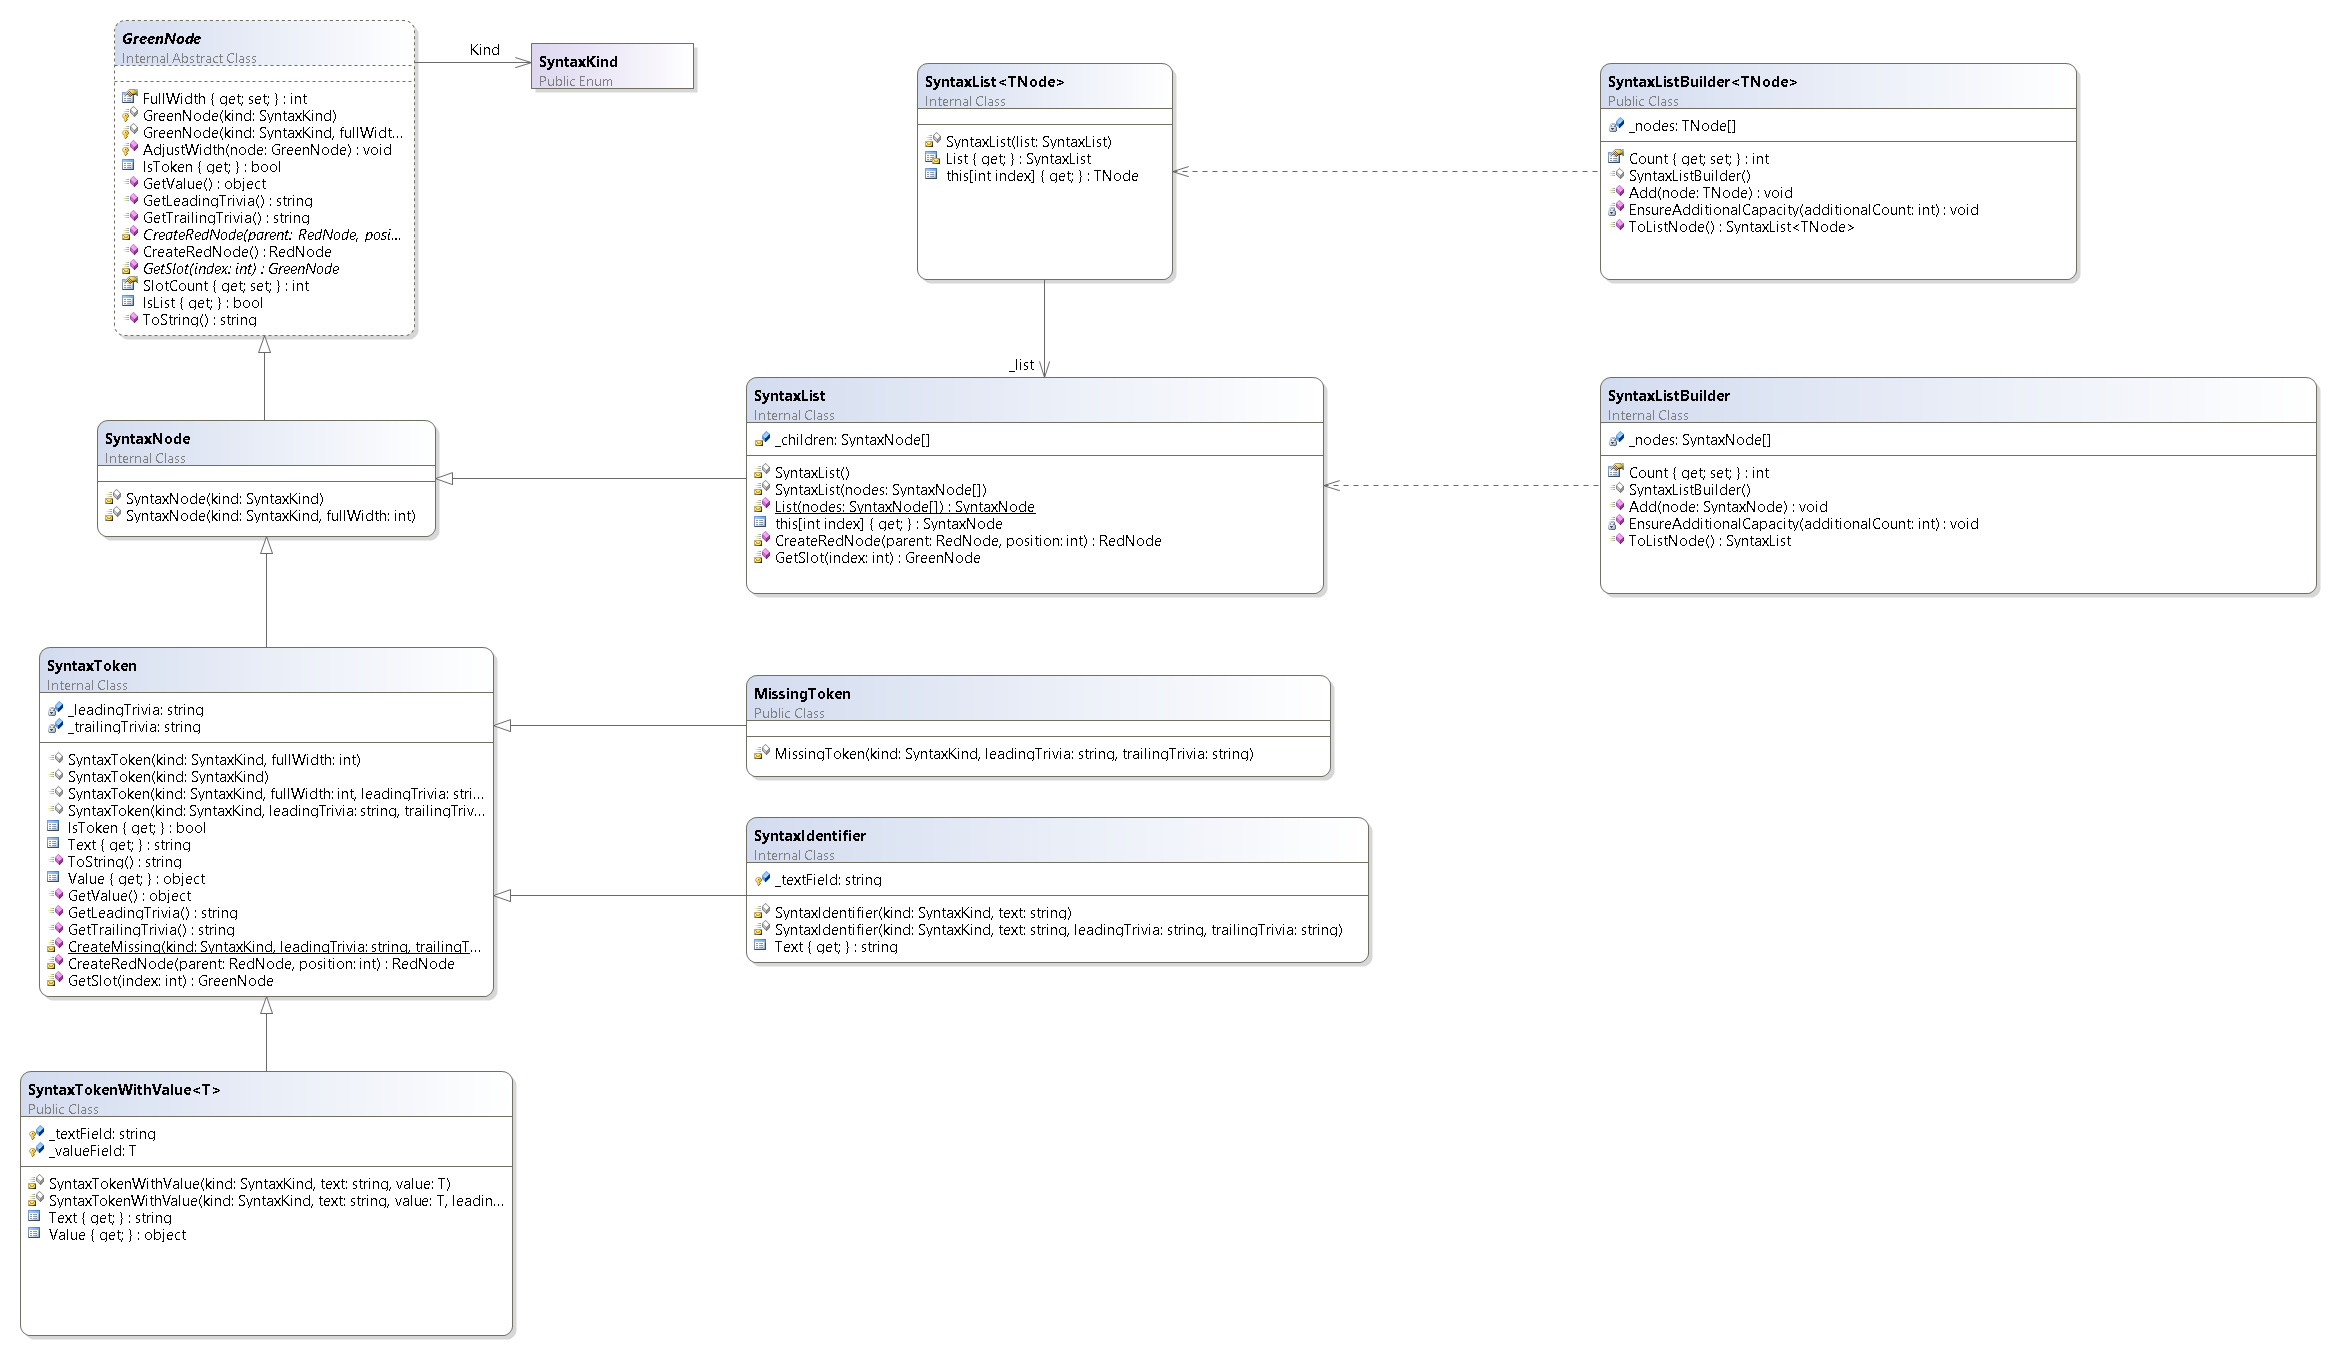 GreenNode
Internal Abstract Class
FullWidth { get; set; } : int
GreenNode(kind: SyntaxKind)
GreenNode(kind: SyntaxKind, fullWidt...
AdjustWidth(node: GreenNode) : void
IsToken { get; } : bool
GetValue() : object
GetLeadingTrivia() : string
GetTrailingTrivia() : string
CreateRedNode(parent: RedNode, posi...
CreateRedNode() : RedNode
GetSlot(index: int) : GreenNode
SlotCount { get; set; } : int
IsList { get; } : bool
ToString() : string
Kind
SyntaxKind
Public Enum
SyntaxList<TNode>
Internal Class
SyntaxList(list: SyntaxList)
List { get; } : SyntaxList
this[int index] { get; } : TNode
SyntaxListBuilder<TNode>
Public Class
_nodes: TNode[]
Count { get; set; } : int
SyntaxListBuilder()
Add(node: TNode) : void
EnsureAdditionalCapacity(additionalCount: int) : void
ToListNode() : SyntaxList<TNode>
_list
SyntaxNode
Internal Class
SyntaxNode(kind: SyntaxKind)
SyntaxNode(kind: SyntaxKind, fullWidth: int)
SyntaxList
Internal Class
_children: SyntaxNode[]
SyntaxList()
SyntaxList(nodes: SyntaxNode[])
List(nodes: SyntaxNode[]) : SyntaxNode
this[int index] { get; } : SyntaxNode
CreateRedNode(parent: RedNode, position: int) : RedNode
GetSlot(index: int) : GreenNode
SyntaxListBuilder
Internal Class
_nodes: SyntaxNode[]
Count { get; set; } : int
SyntaxListBuilder()
Add(node: SyntaxNode) : void
EnsureAdditionalCapacity(additionalCount: int) : void
ToListNode() : SyntaxList
SyntaxToken
Internal Class
_leadingTrivia: string
_trailingTrivia: string
SyntaxToken(kind: SyntaxKind, fullWidth: int)
SyntaxToken(kind: SyntaxKind)
SyntaxToken(kind: SyntaxKind, fullWidth: int, leadingTrivia: stri...
SyntaxToken(kind: SyntaxKind, leadingTrivia: string, trailingTriv...
IsToken { get; } : bool
Text { get; } : string
ToString() : string
Value { get; } : object
GetValue() : object
GetLeadingTrivia() : string
GetTrailingTrivia() : string
CreateMissing(kind: SyntaxKind, leadingTrivia: string, trailingT...
CreateRedNode(parent: RedNode, position: int) : RedNode
GetSlot(index: int) : GreenNode
MissingToken
Public Class
MissingToken(kind: SyntaxKind, leadingTrivia: string, trailingTrivia: string)
SyntaxIdentifier
Internal Class
_textField: string
SyntaxIdentifier(kind: SyntaxKind, text: string)
SyntaxIdentifier(kind: SyntaxKind, text: string, leadingTrivia: string, trailingTrivia: string)
Text { get; } : string
SyntaxTokenWithValue<T>
Public Class
_textField: string
_valueField: T
SyntaxTokenWithValue(kind: SyntaxKind, text: string, value: T)
SyntaxTokenWithValue(kind: SyntaxKind, text: string, value: T, leadin...
Text { get; } : string
Value { get; } : object